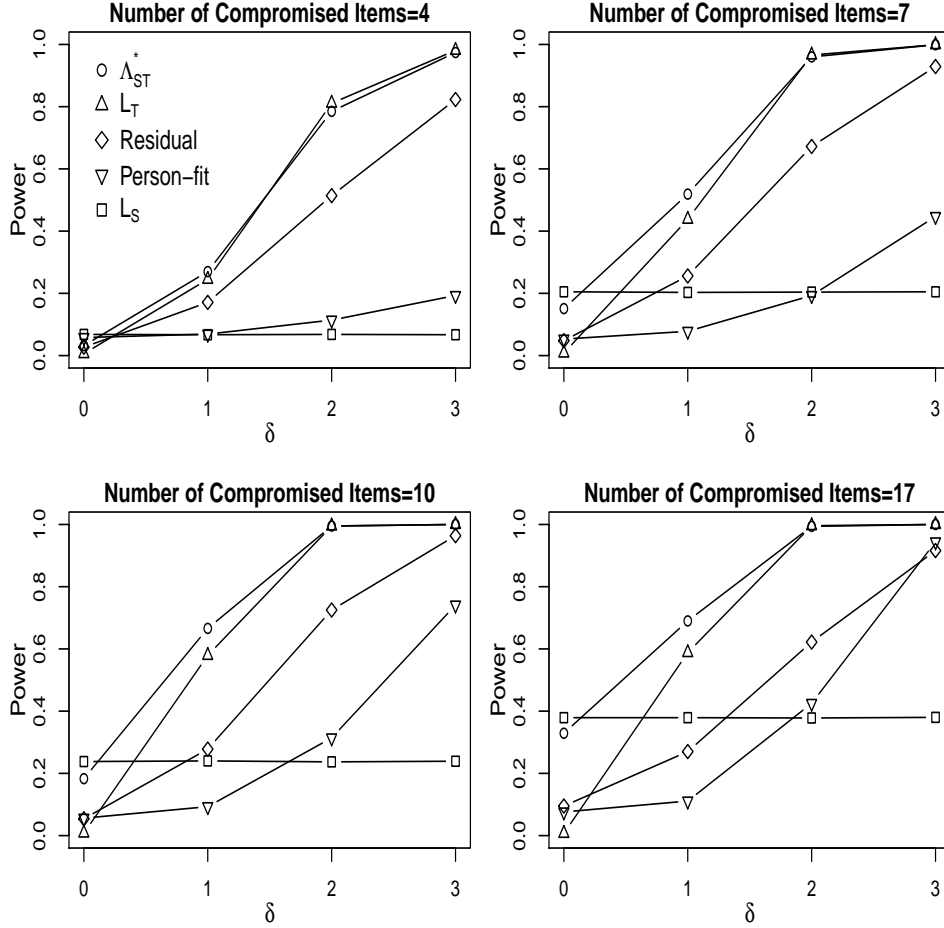 Number of Compromised Items=4
Power
0.0 0.2 0.4 0.6 0.8 1.0
Λ*ST
LT
Residual
Person−fit
LS
0 1 2 3
δ
Number of Compromised Items=7
Power
0.0 0.2 0.4 0.6 0.8 1.0
0 1 2 3
δ
Number of Compromised Items=10
Power
0.0 0.2 0.4 0.6 0.8 1.0
0 1 2 3
δ
Number of Compromised Items=17
Power
0.0 0.2 0.4 0.6 0.8 1.0
0 1 2 3
δ